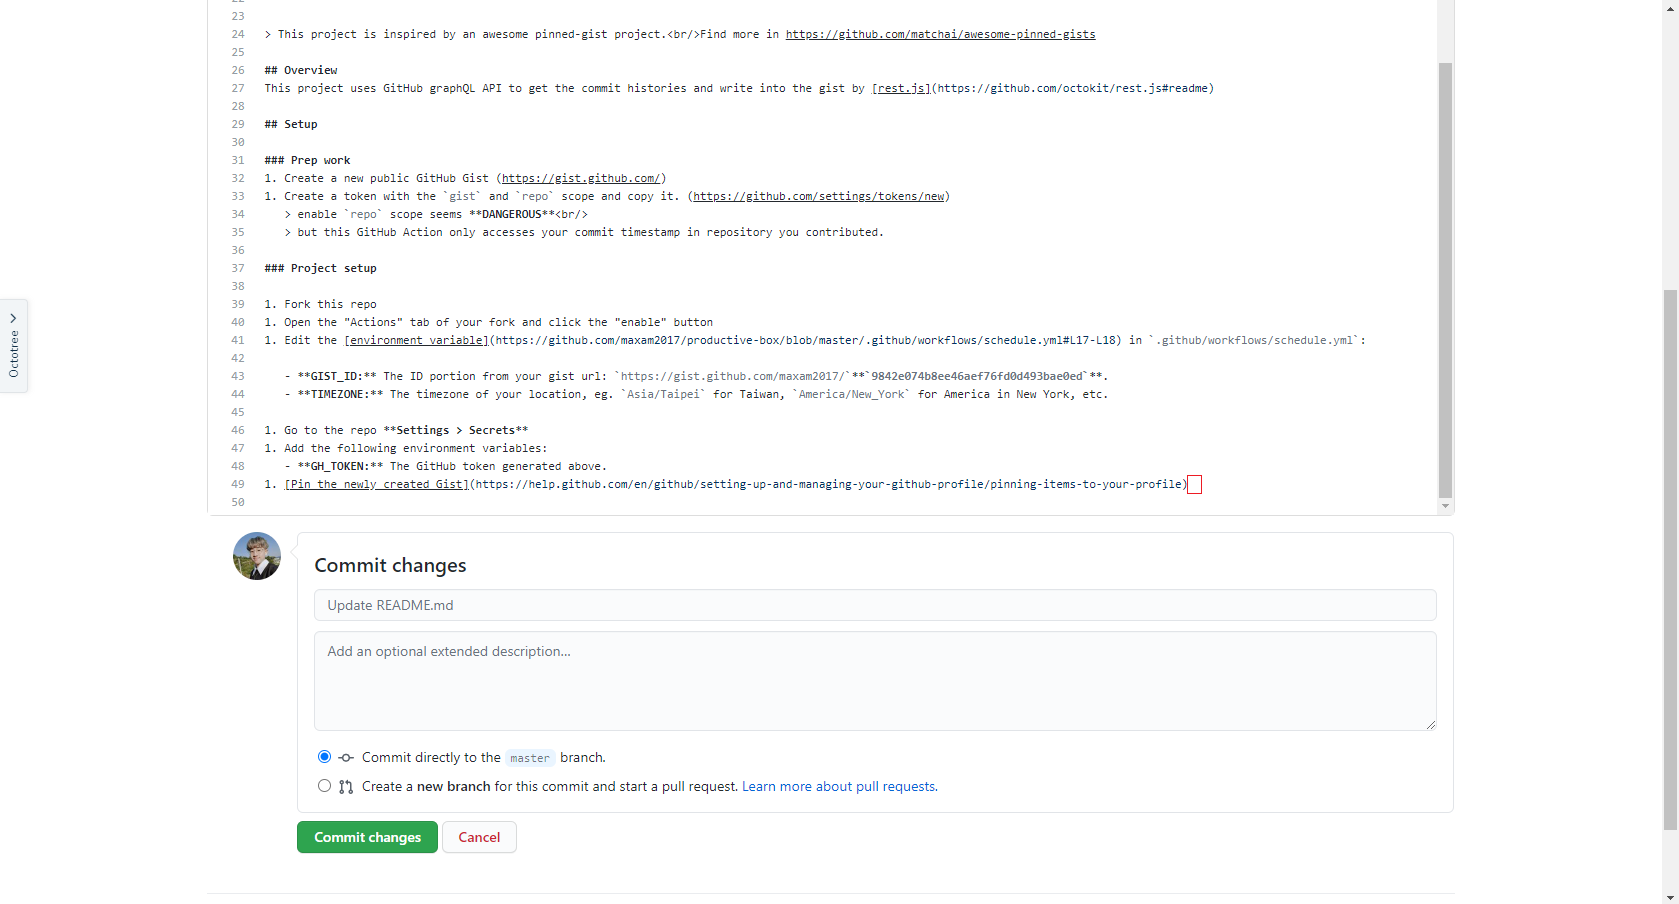 22
23
24 > This project is inspired by an awesome pinned-gist project.<br/>Find more in https://github.com/matchai/awesome-pinned-gists
25
26 ## Overview
27 This project uses GitHub graphQL API to get the commit histories and write into the gist by [rest.js](https://github.com/octokit/rest.js#readme)
28
29 ## Setup
30
31 ### Prep work
32 1. Create a new public GitHub Gist (https://gist.github.com/)
33 1. Create a token with the `gist` and `repo` scope and copy it. (https://github.com/settings/tokens/new)
34    > enable `repo` scope seems **DANGEROUS**<br/>
35    > but this GitHub Action only accesses your commit timestamp in repository you contributed.
36
37 ### Project setup
38
39 1. Fork this repo
40 1. Open the "Actions" tab of your fork and click the "enable" button
41 1. Edit the [environment variable](https://github.com/maxam2017/productive-box/blob/master/.github/workflows/schedule.yml#L17-L18) in `.github/workflows/schedule.yml`:
42
43    - **GIST_ID:** The ID portion from your gist url: `https://gist.github.com/maxam2017/`**`9842e074b8ee46aef76fd0d493bae0ed`**.
44    - **TIMEZONE:** The timezone of your location, eg. `Asia/Taipei` for Taiwan, `America/New_York` for America in New York, etc.
45
46 1. Go to the repo **Settings > Secrets**
47 1. Add the following environment variables:
48    - **GH_TOKEN:** The GitHub token generated above.
49 1. [Pin the newly created Gist](https://help.github.com/en/github/setting-up-and-managing-your-github-profile/pinning-items-to-your-profile)
50
Octotree
Commit changes
Update README.md
Add an optional extended description...
Commit directly to the master branch.
Create a new branch for this commit and start a pull request. Learn more about pull requests.
Commit changes Cancel